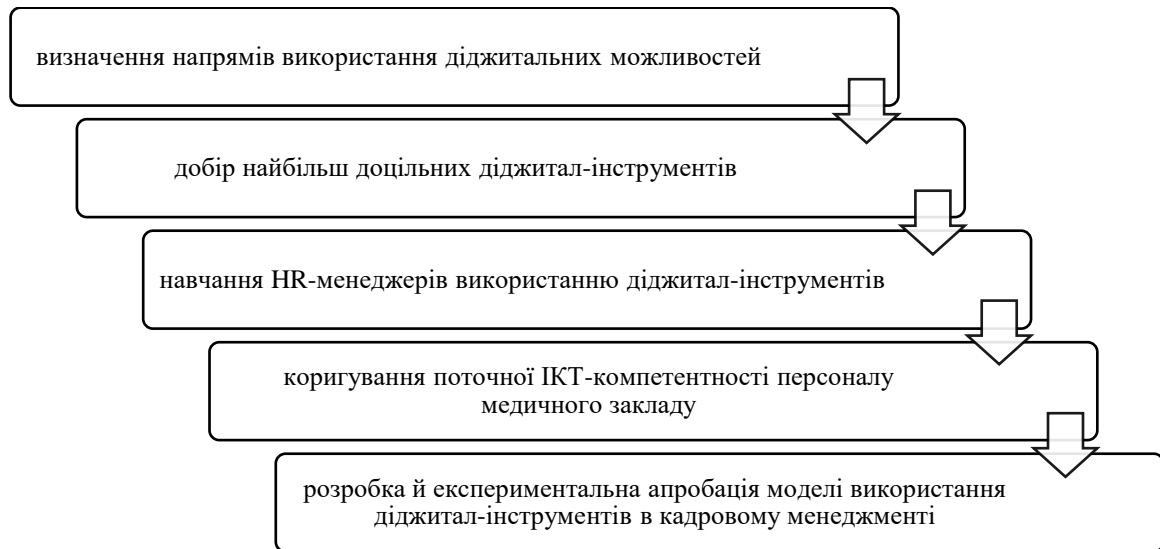 визначення напрямів використання діджитальних можливостей
добір найбільш доцільних діджитал-інструментів
навчання HR-менеджерів використанню діджитал-інструментів
коригування поточної ІКТ-компетентності персоналу
медичного закладу
розробка й експериментальна апробація моделі використання
діджитал-інструментів в кадровому менеджменті